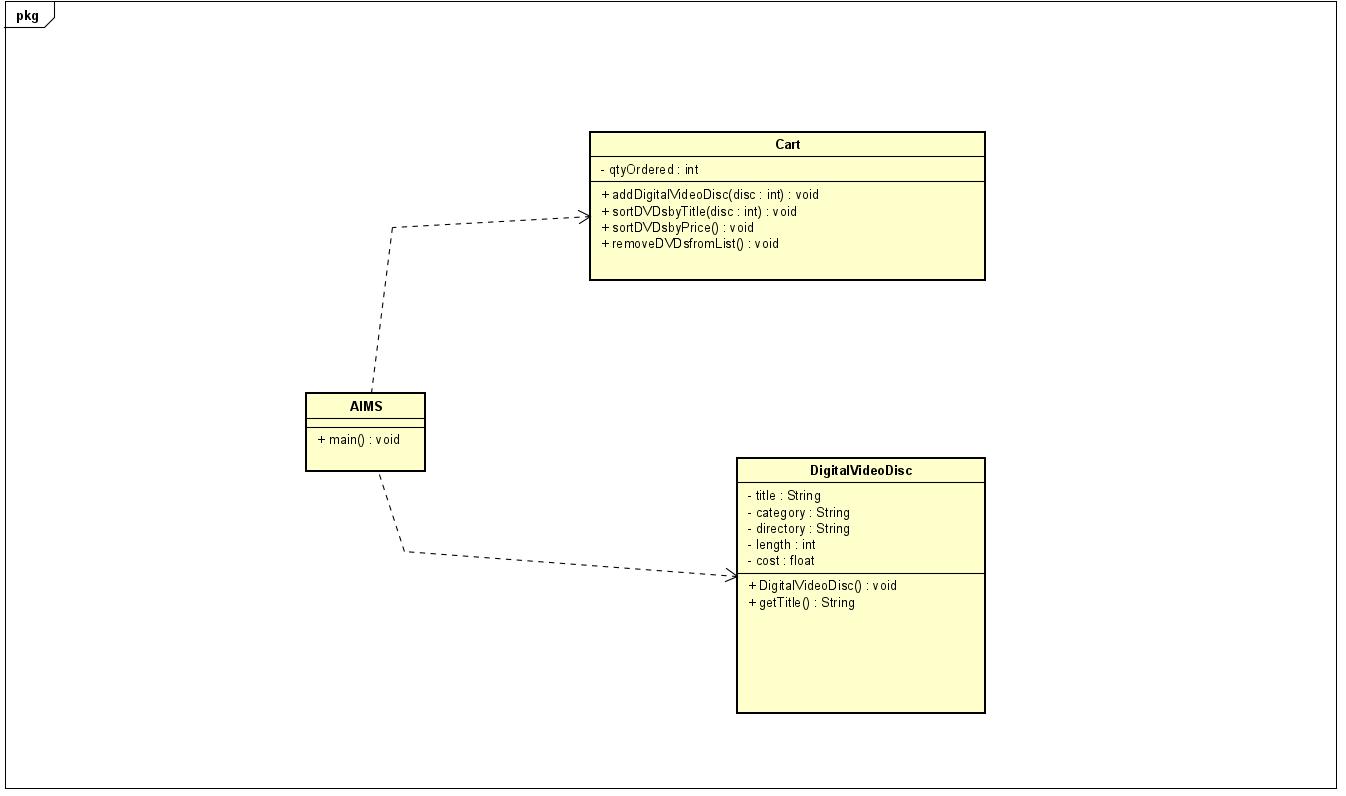 pkg
Cart
- qtyOrdered : int
+ addDigitalVideoDisc(disc : int) : void
+ sortDVDsbyTitle(disc : int) : void
+ sortDVDsbyPrice() : void
+ removeDVDsfromList() : void
AIMS
+ main() : void
DigitalVideoDisc
- title : String
- category : String
- directory : String
- length : int
- cost : float
+ DigitalVideoDisc() : void
+ getTitle() : String